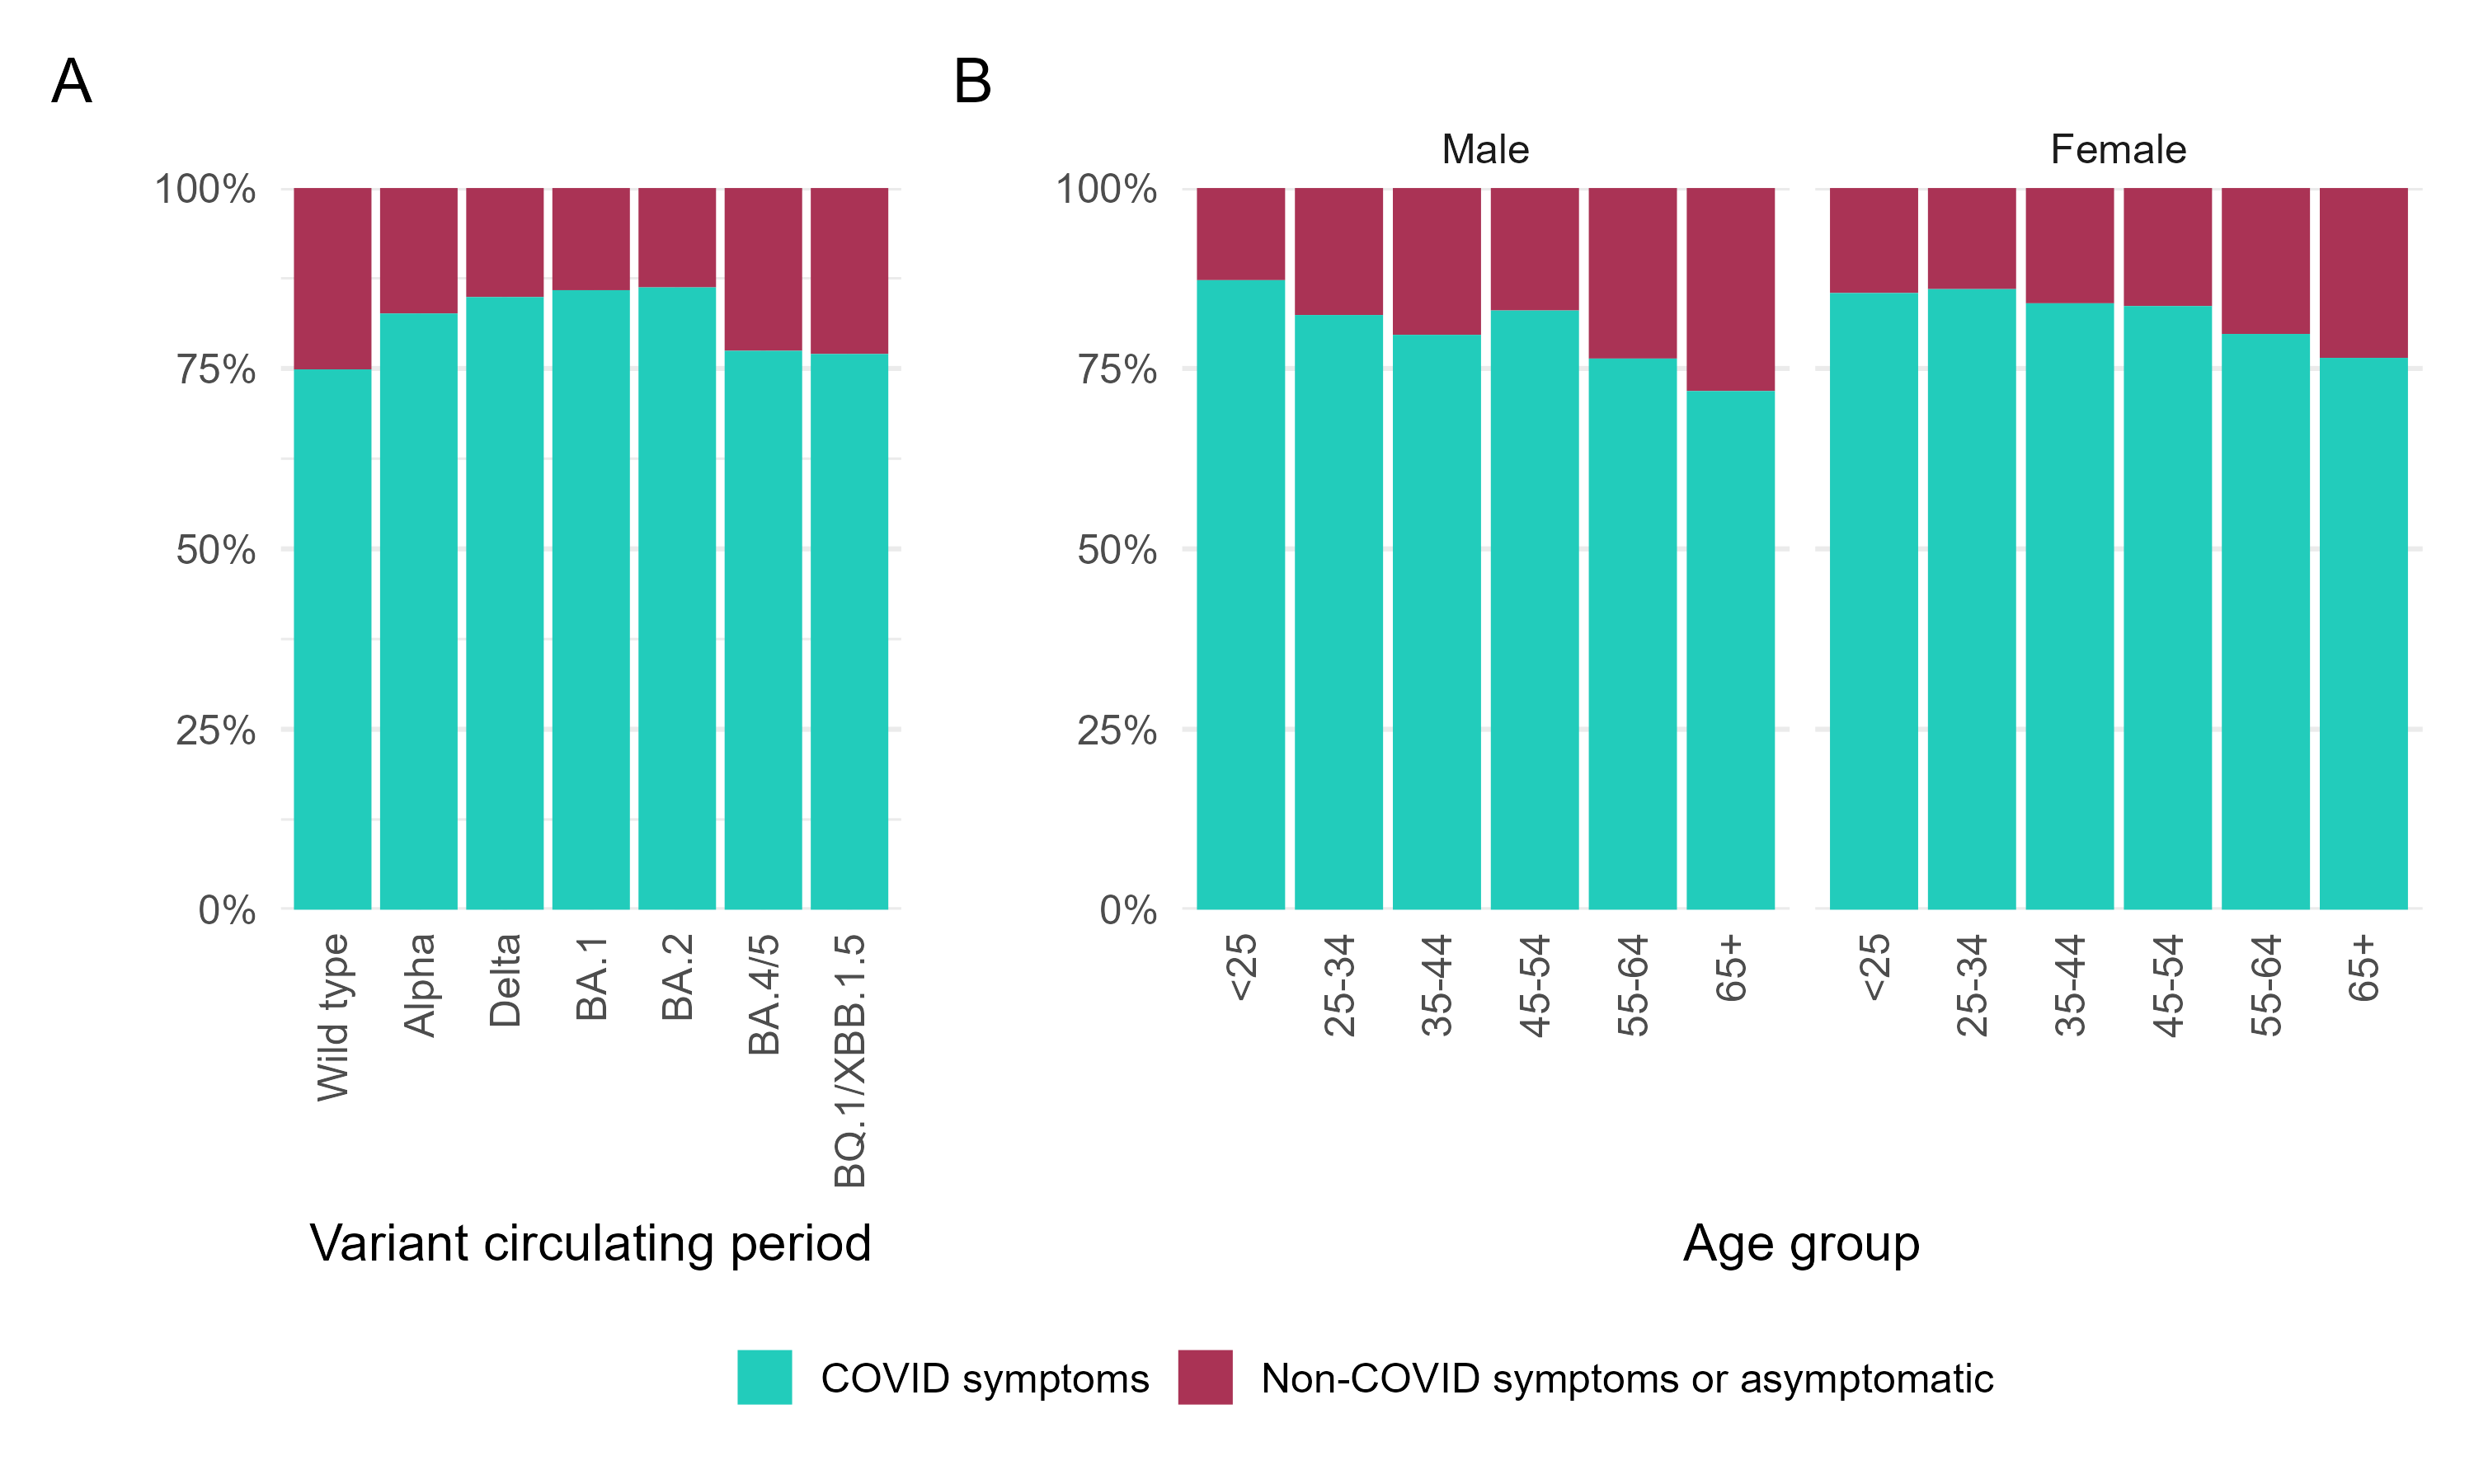 A
100%
75%
50%
25%
0%
Wild type
Alpha
Delta
BA.1
BA.2
BA.4/5
BQ.1/XBB.1.5
Variant circulating period
B
Male
Female
100%
75%
50%
25%
0%
<25
25-34
35-44
45-54
55-64
65+
<25
25-34
35-44
45-54
55-64
65+
Age group
COVID symptoms
Non-COVID symptoms or asymptomatic